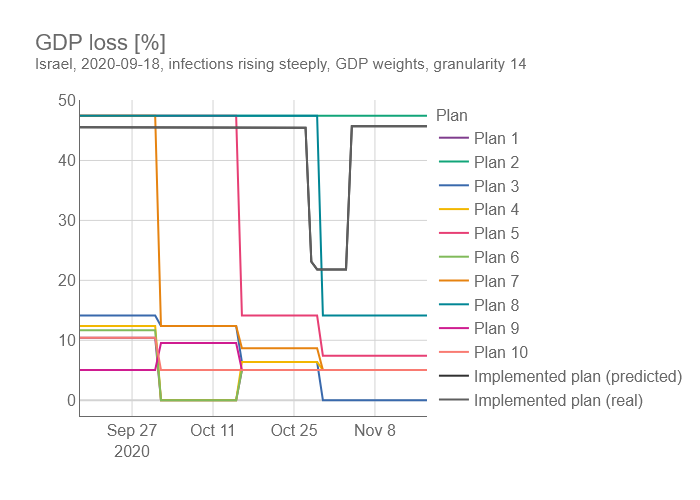 GDP loss [%]
Israel, 2020-09-18, infections rising steeply, GDP weights, granularity 14
50
40
30
20
10
0
Sep 27
2020
Oct 11
Oct 25
Nov 8
Plan
Plan 1
Plan 2
Plan 3
Plan 4
Plan 5
Plan 6
Plan 7
Plan 8
Plan 9
Plan 10
Implemented plan (predicted)
Implemented plan (real)